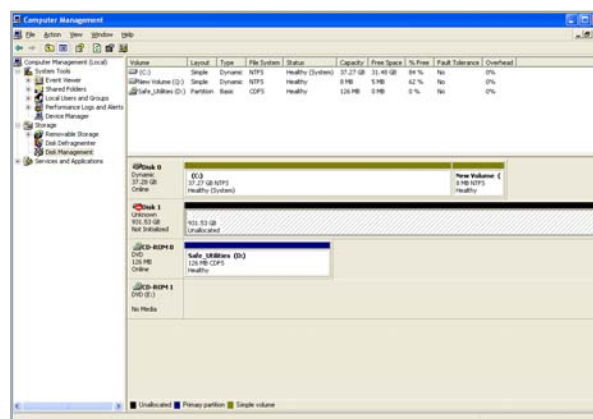 Computer Management
File Action View Window Help
Computer Management (Local)
System Tools
Event Viewer
Shared Folders
Local Users and Groups
Performance Logs and Alerts
Device Manager
Storage
Removable Storage
Disk Defragmenter
Disk Management
Services and Applications
Volume Layout Type File System Status Capacity Free Space % Free Fault Tolerance Overhead
(C:) Simple Dynamic NTFS Healthy (System) 37.27 GB 31.48 GB 84 % No 0%
New Volume (Q:) Simple Dynamic NTFS Healthy 8 MB 5 MB 62 % No 0%
Safe_Utilities (D:) Partition Basic CDFS Healthy 126 MB 0 MB 0 % No 0%
Disk 0
Dynamic
37.28 GB
Online
(C:)
37.27 GB NTFS
Healthy (System)
New Volume (
8 MB NTFS
Healthy
Disk 1
Unknown
931.53 GB
Not Initialized
931.53 GB
Unallocated
CD-ROM 0
DVD
126 MB
Online
Safe_Utilities (D:)
126 MB CDFS
Healthy
CD-ROM 1
DVD (E:)
No Media
Unallocated Primary partition Simple volume